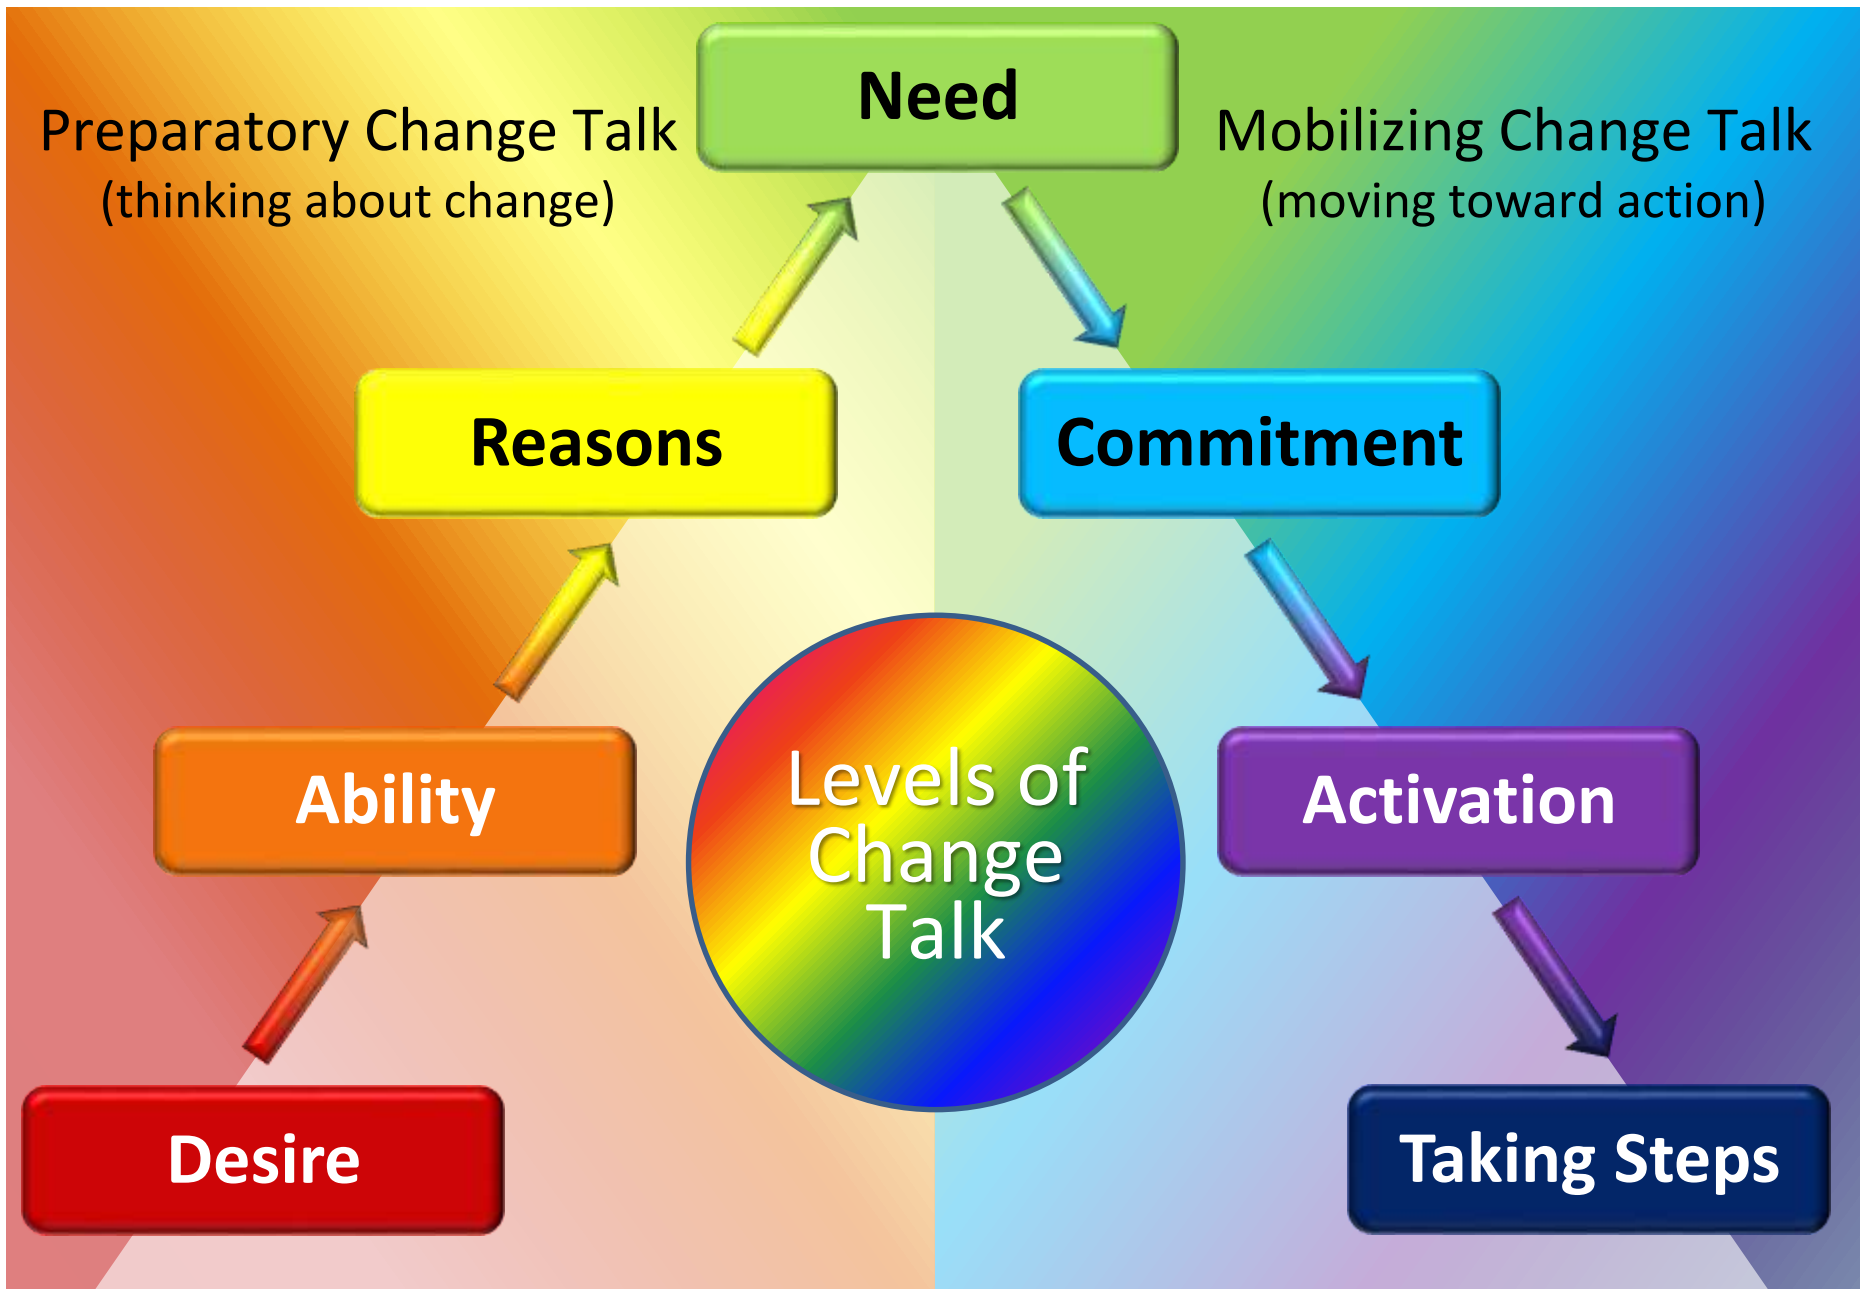 Need
Preparatory Change Talk
(thinking about change)
Mobilizing Change Talk
(moving toward action)
Reasons
Commitment
Ability
Levels of
Change
Talk
Activation
Desire
Taking Steps